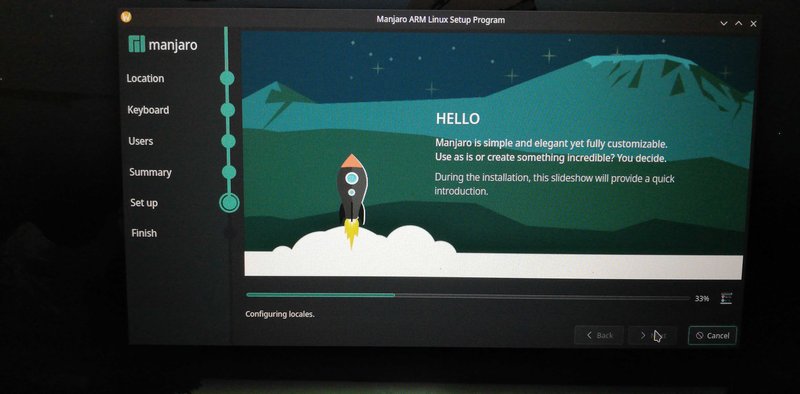 Manjaro ARM Linux Setup Program
manjaro
Location
Keyboard
Users
Summary
Set up
Finish
HELLO
Manjaro is simple and elegant yet fully customizable.
Use as is or create something incredible? You decide.
During the installation, this slideshow will provide a quick
introduction.
33%
Configuring locales.
Back
Cancel